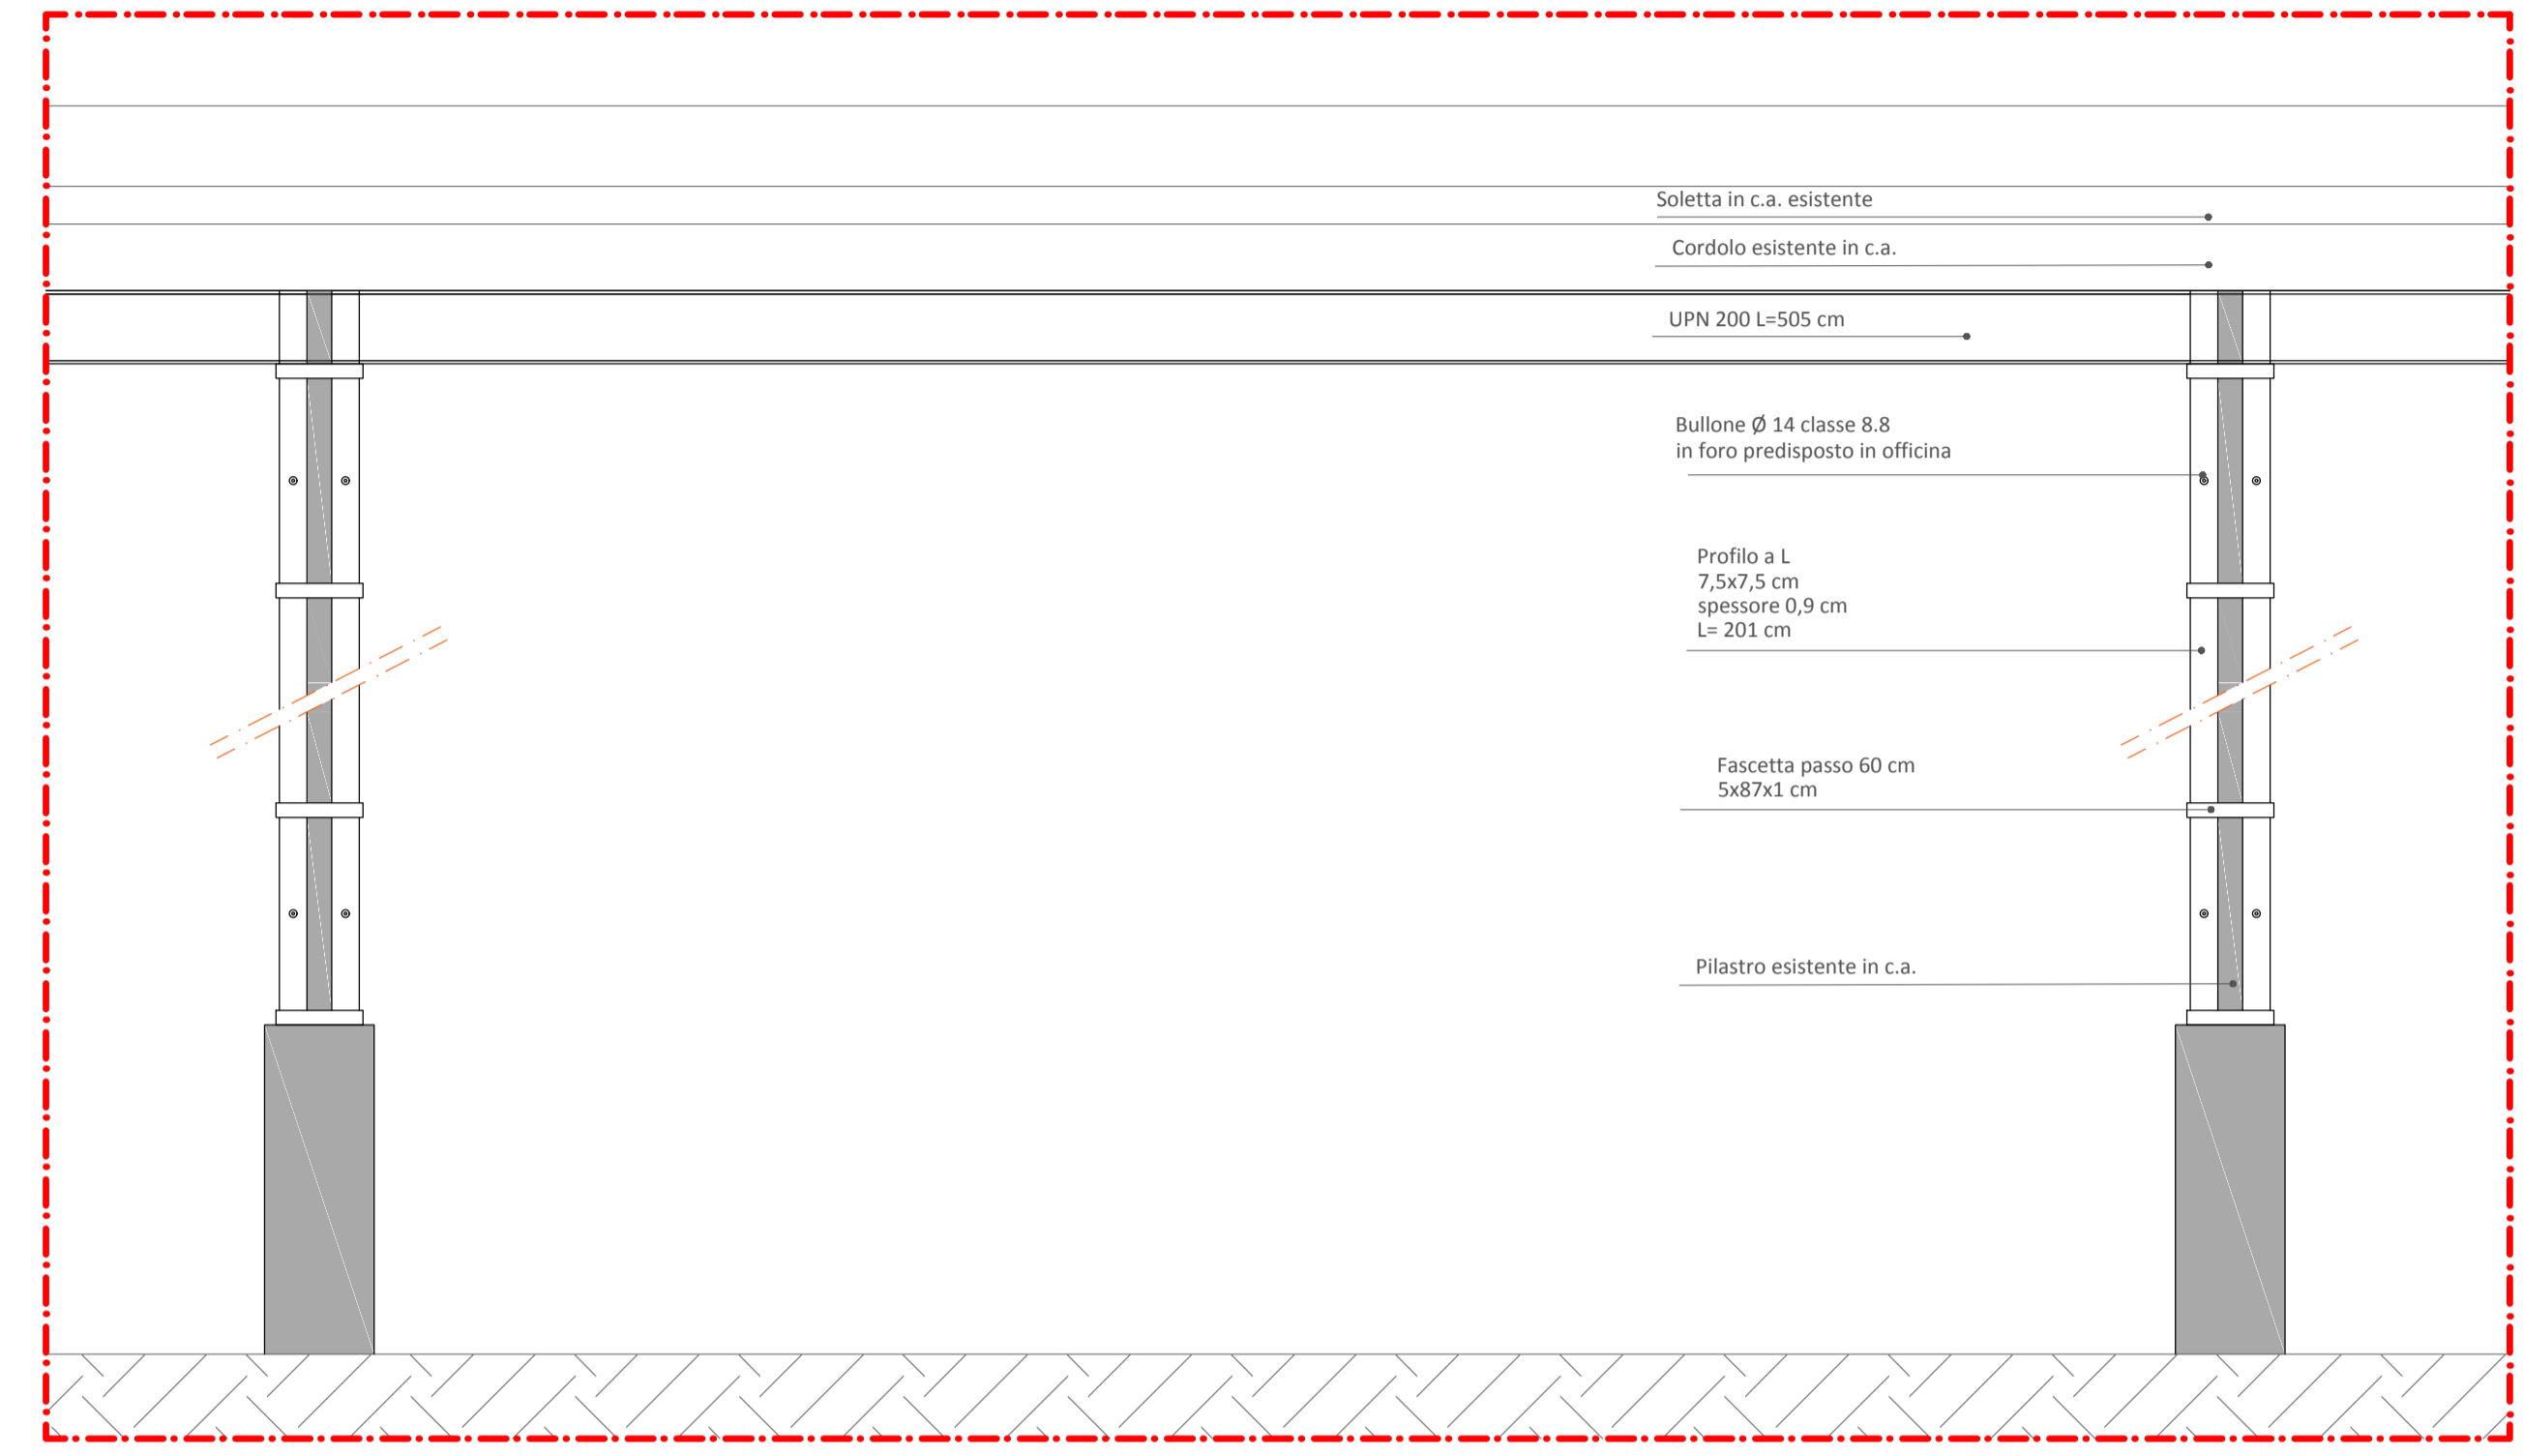 Soletta in c.a. esistente
Cordolo esistente in c.a.
UPN 200 L=505 cm
Bullone Ø 14 classe 8.8
in foro predisposto in officina
Profilo a L
7,5x7,5 cm
spessore 0,9 cm
L= 201 cm
Fascetta passo 60 cm
5x87x1 cm
Pilastro esistente in c.a.